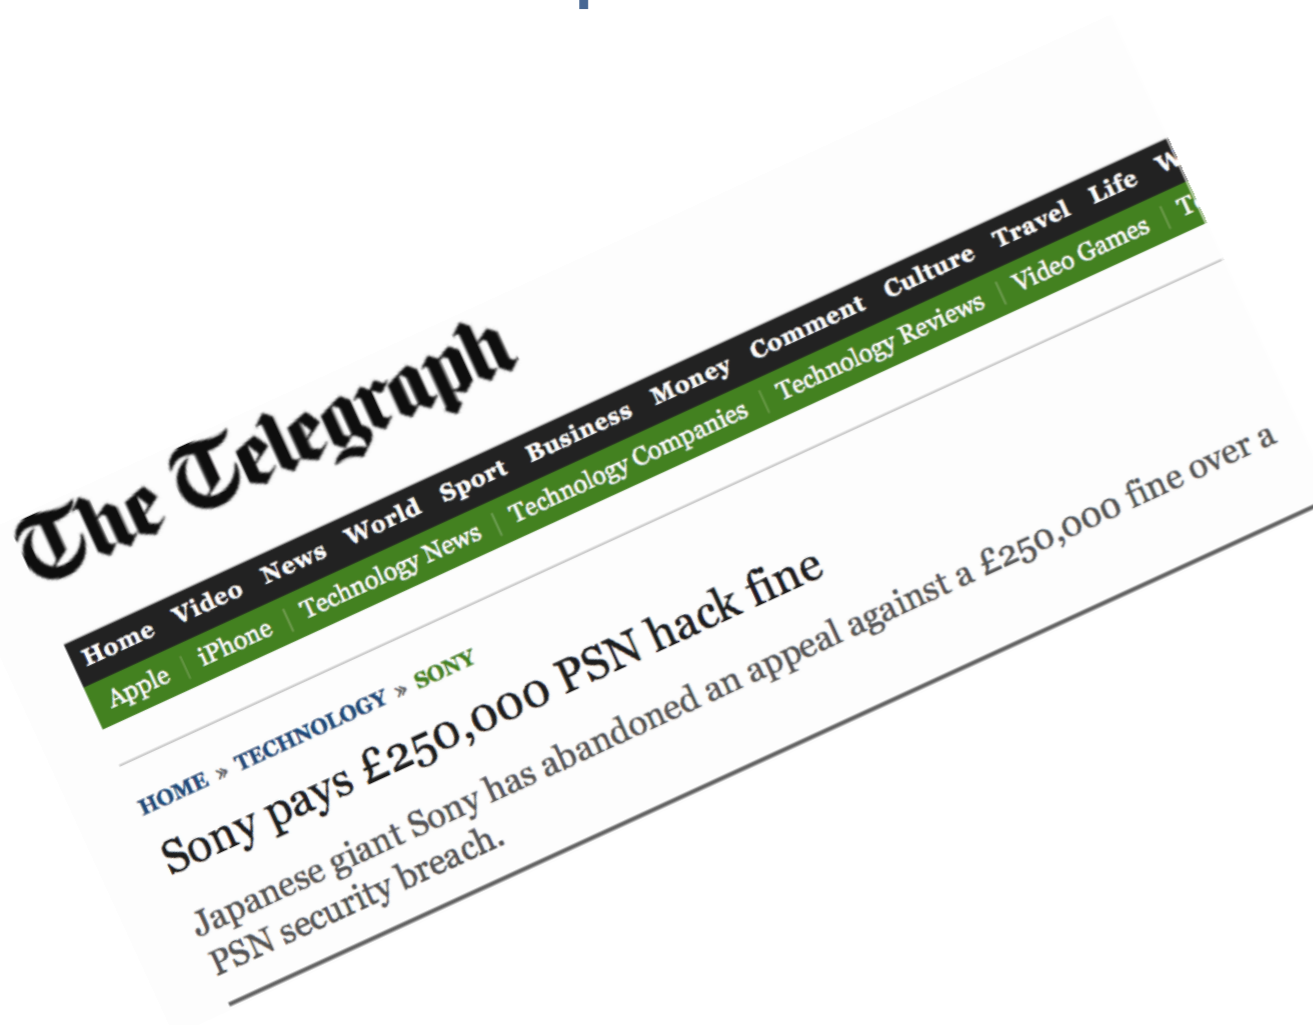 The Telegraph
Home Video News World Sport Business Money Comment Culture Travel Life
Apple iPhone Technology News Technology Companies Technology Reviews Video Games
HOME » TECHNOLOGY » SONY
Sony pays £250,000 PSN hack fine
Japanese giant Sony has abandoned an appeal against a £250,000 fine over a
PSN security breach.